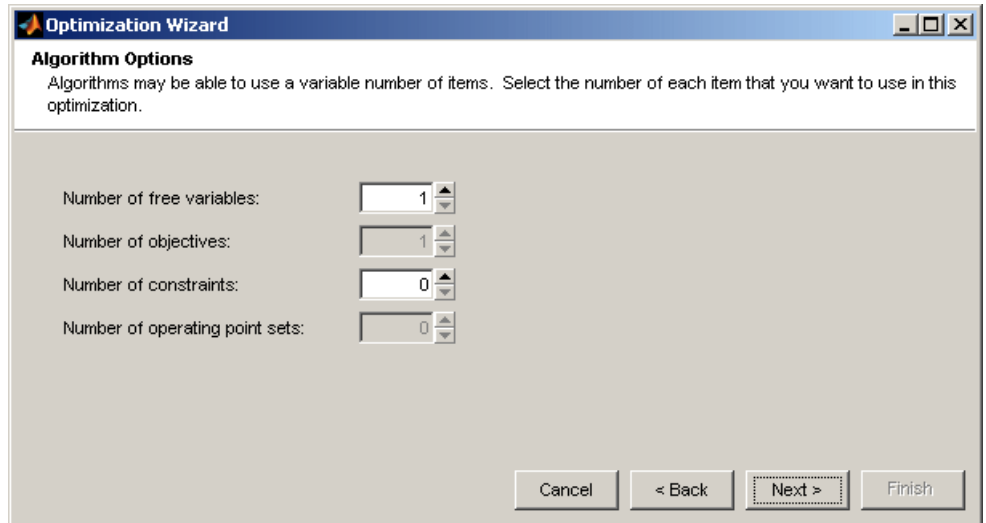 Optimization Wizard
Algorithm Options
Algorithms may be able to use a variable number of items. Select the number of each item that you want to use in this
optimization.
Number of free variables: 1
Number of objectives: 1
Number of constraints: 0
Number of operating point sets: 0
Cancel < Back Next > Finish